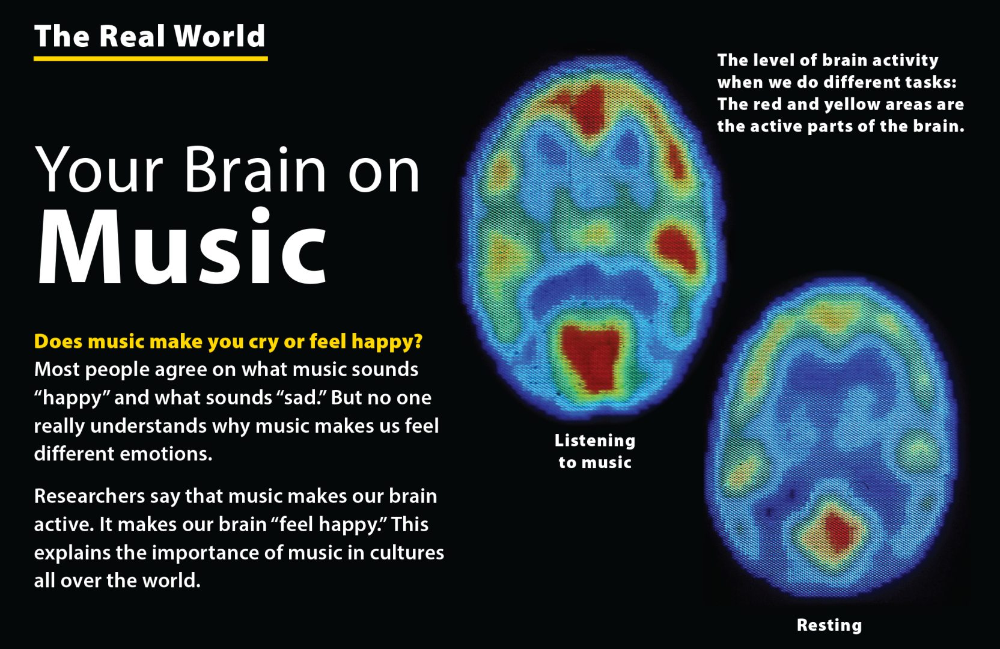 The Real World
Your Brain on
Music
Does music make you cry or feel happy?
Most people agree on what music sounds
“happy” and what sounds “sad.” But no one
really understands why music makes us feel
different emotions.
Researchers say that music makes our brain
active. It makes our brain “feel happy.” This
explains the importance of music in cultures
all over the world.
The level of brain activity
when we do different tasks:
The red and yellow areas are
the active parts of the brain.
Listening
to music
Resting